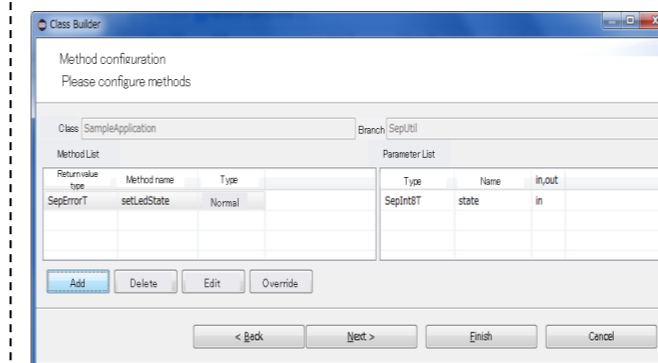 Class Builder
Method configuration
Please configure methods
Class SampleApplication Branch SepUtil
Method List Parameter List
Return value type Method name Type Type Name in,out
SepErrorT setLedState Normal SepInt8T state in
Add Delete Edit Override
< Back Next > Finish Cancel